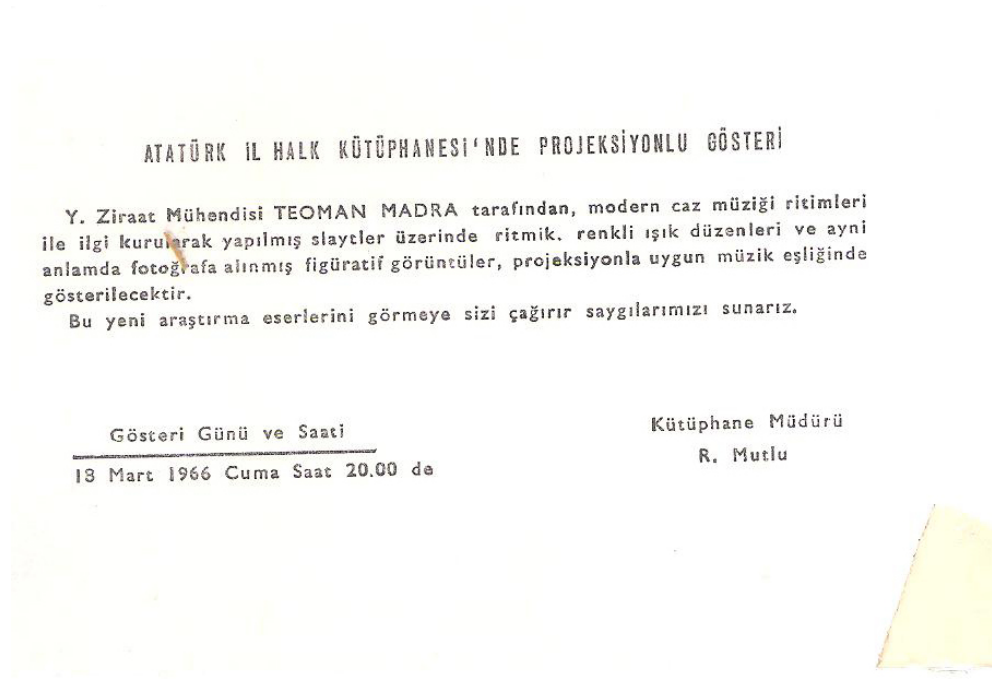 ATATÜRK İL HALK KÜTÜPHANESİ'NDE PROJEKSİYONLU GÖSTERİ
Y. Ziraat Mühendisi TEOMAN MADRA tarafından, modern caz müziği ritimleri
ile ilgi kurularak yapılmış slaytler üzerinde ritmik. renkli ışık düzenleri ve ayni
anlamda fotoğrafa alınmış figüratif görüntüler, projeksiyonla uygun müzik eşliğinde
gösterilecektir.
Bu yeni araştırma eserlerini görmeye sizi çağırır saygılarımızı sunarız.
Gösteri Günü ve Saati
18 Mart 1966 Cuma Saat 20.00 de
Kütüphane Müdürü
R. Mutlu